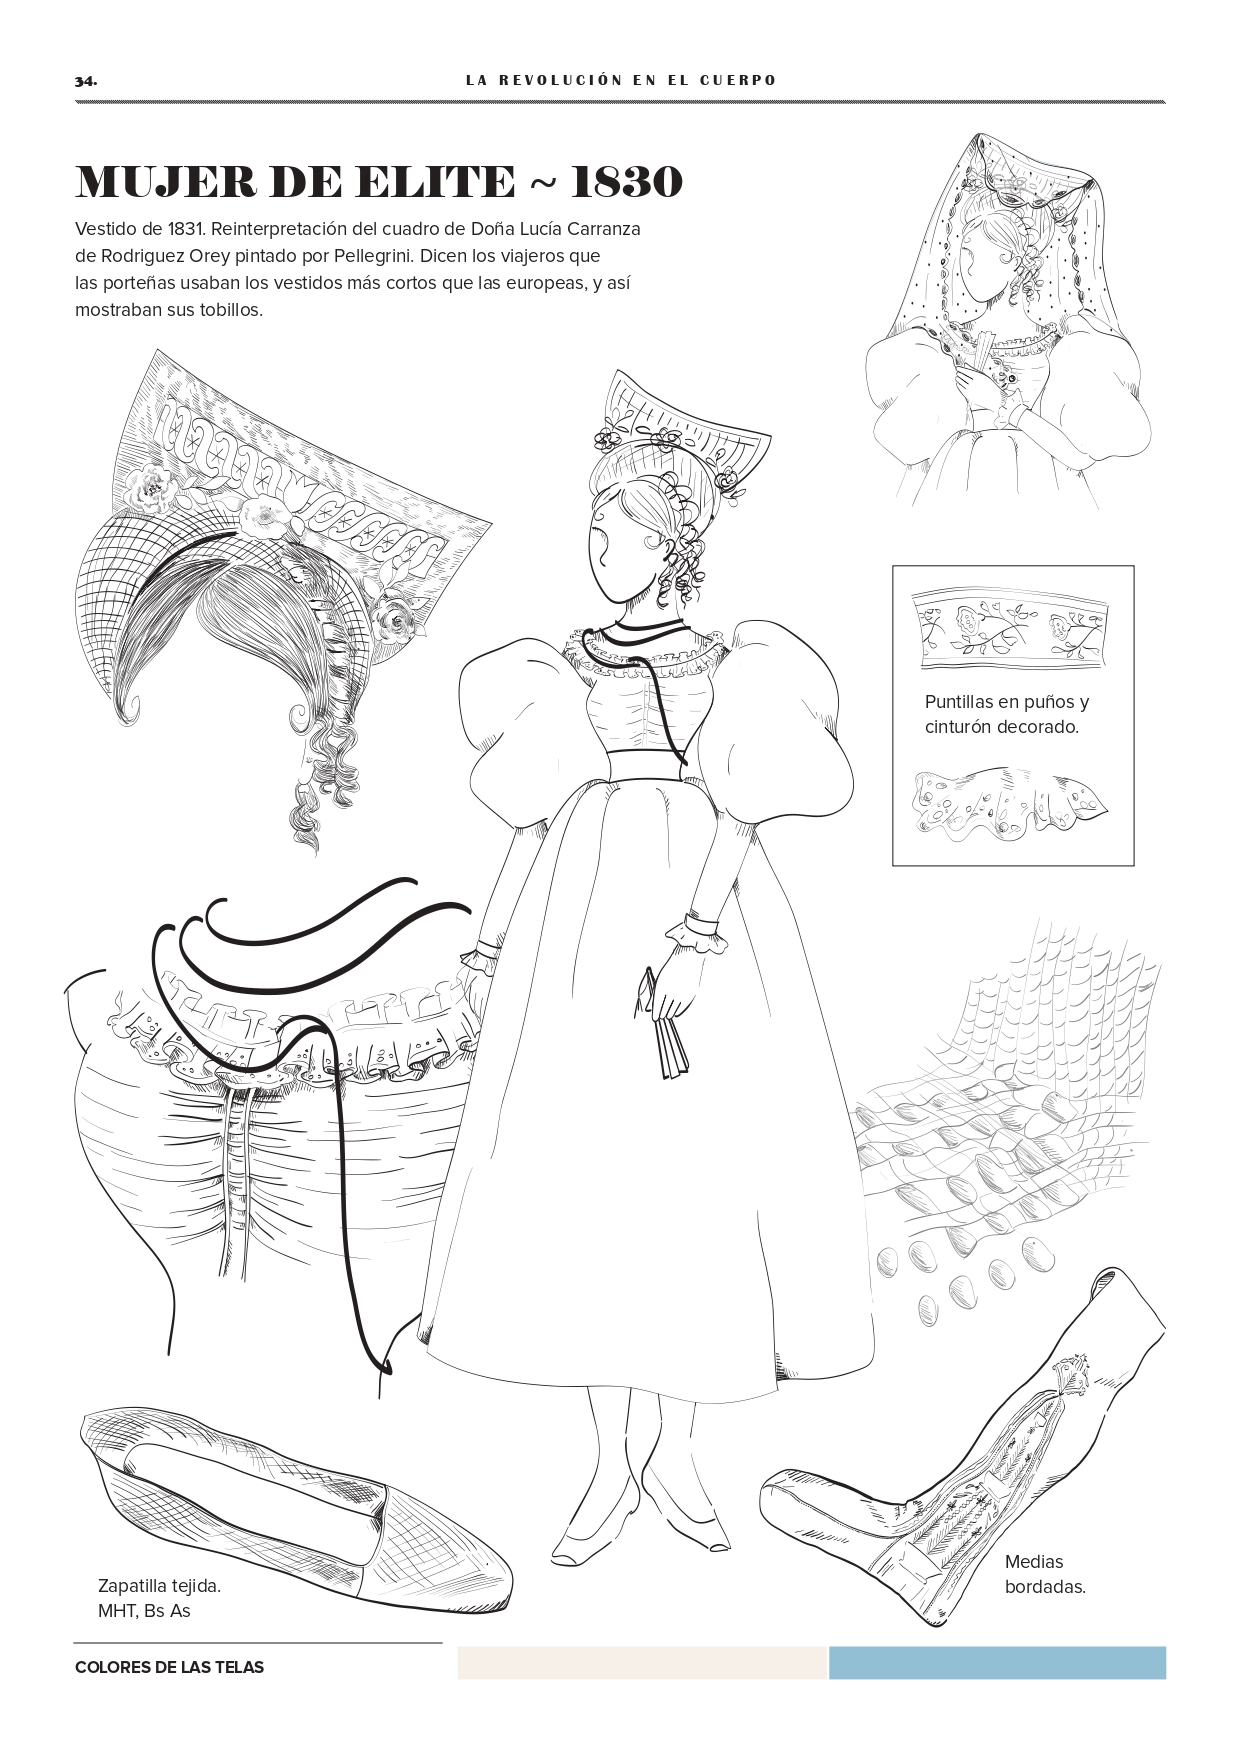 34.
LA REVOLUCIÓN EN EL CUERPO
MUJER DE ELITE ~ 1830
Vestido de 1831. Reinterpretación del cuadro de Doña Lucía Carranza
de Rodriguez Orey pintado por Pellegrini. Dicen los viajeros que
las porteñas usaban los vestidos más cortos que las europeas, y así
mostraban sus tobillos.
Puntillas en puños y
cinturón decorado.
Medias
bordadas.
Zapatilla tejida.
MHT, Bs As
COLORES DE LAS TELAS